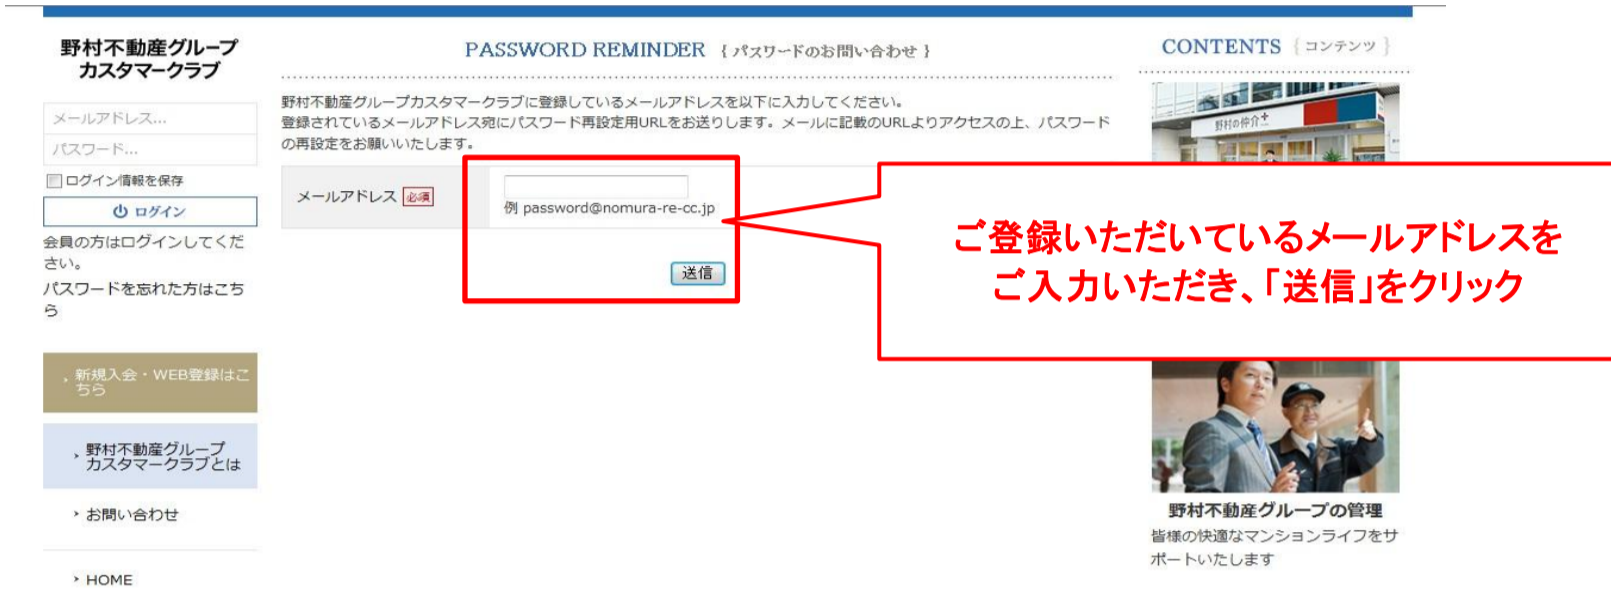 野村不動産グループ
カスタマークラブ
メールアドレス...
パスワード...
ログイン情報を保存
ログイン
会員の方はログインしてくだ
さい。
パスワードを忘れた方はこち
ら
新規入会・WEB登録はこ
ちら
野村不動産グループ
カスタマークラブとは
お問い合わせ
HOME
PASSWORD REMINDER { パスワードのお問い合わせ }
野村不動産グループカスタマークラブに登録しているメールアドレスを以下に入力してください。
登録されているメールアドレス宛にパスワード再設定用URLをお送りします。メールに記載のURLよりアクセスの上、パスワード
の再設定をお願いいたします。
メールアドレス 必須
例 password@nomura-re-cc.jp
送信
ご登録いただいているメールアドレスを
ご入力いただき、「送信」をクリック
CONTENTS { コンテンツ }
野村の仲介+
野村不動産グループの管理
皆様の快適なマンションライフをサ
ポートいたします